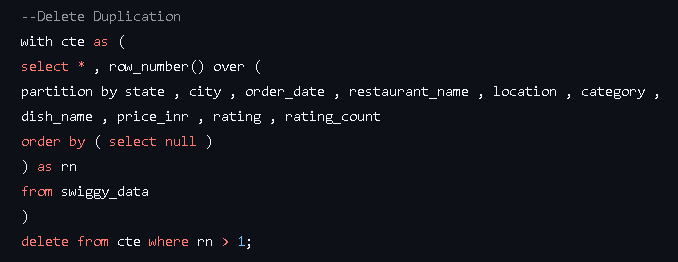 --Delete Duplication
with cte as (
select * , row_number() over (
partition by state , city , order_date , restaurant_name , location , category ,
dish_name , price_inr , rating , rating_count
order by ( select null )
) as rn
from swiggy_data
)
delete from cte where rn > 1;